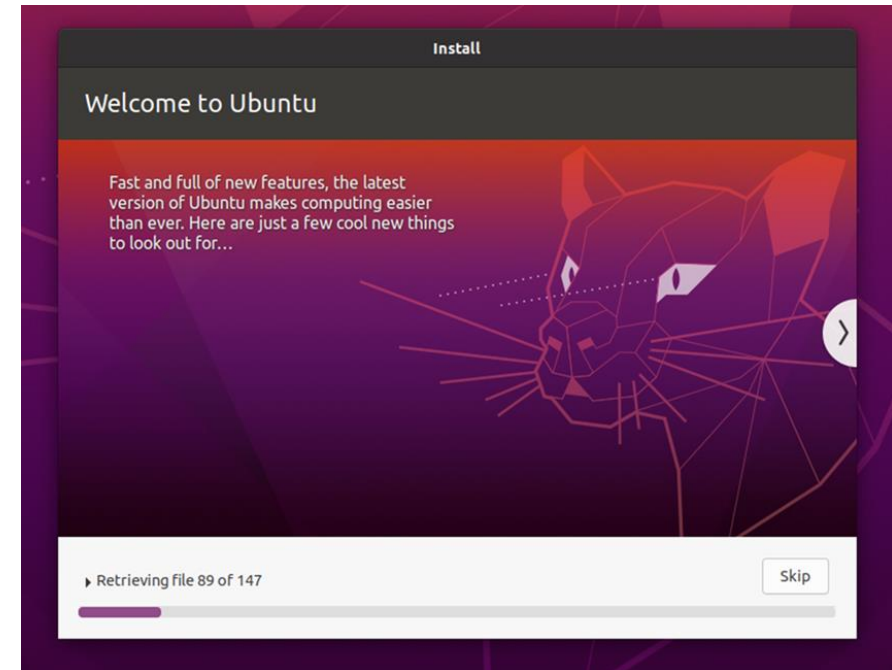 Install
Welcome to Ubuntu
Fast and full of new features, the latest
version of Ubuntu makes computing easier
than ever. Here are just a few cool new things
to look out for...
Retrieving file 89 of 147
Skip